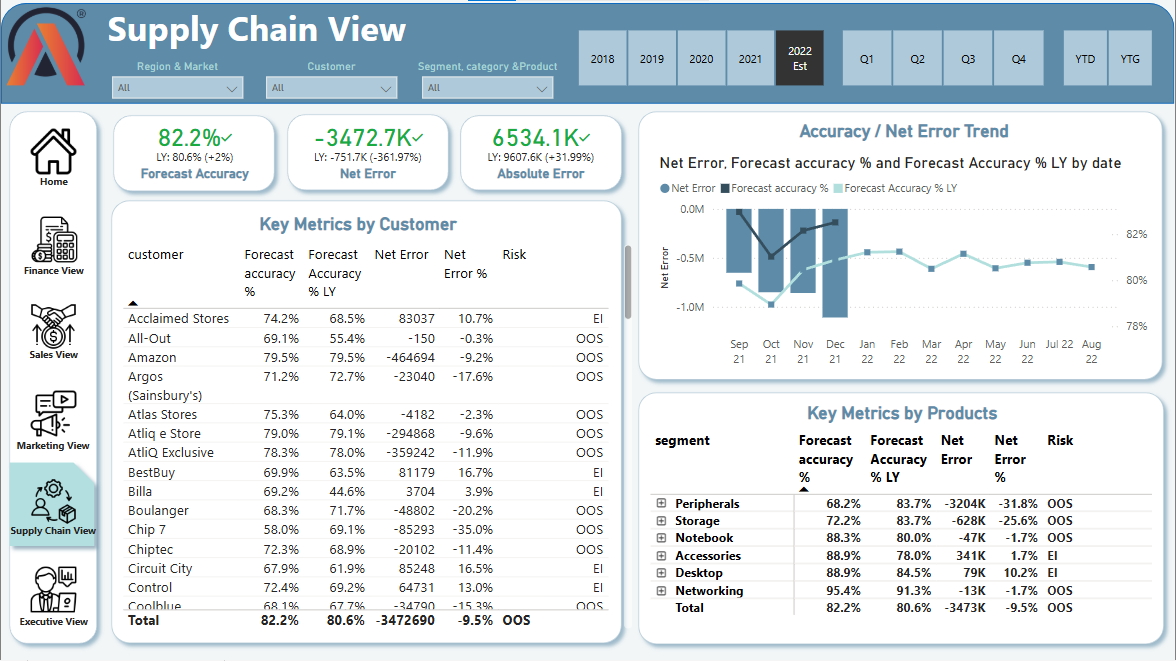 Supply Chain View
®
Region & Market
Customer
Segment, category &Product
All
All
All
2018
2019
2020
2021
2022
Est
Q1
Q2
Q3
Q4
YTD
YTG
Home
Finance View
Sales View
Marketing View
Supply Chain View
Executive View
82.2%✓
LY: 80.6% (+2%)
Forecast Accuracy
-3472.7K✓
LY: -751.7K (-361.97%)
Net Error
6534.1K✓
LY: 9607.6K (+31.99%)
Absolute Error
Key Metrics by Customer
customer Forecast accuracy % Forecast Accuracy % LY Net Error Net Error % Risk
Acclaimed Stores 74.2% 68.5% 83037 10.7% EI
All-Out 69.1% 55.4% -150 -0.3% OOS
Amazon 79.5% 79.5% -464694 -9.2% OOS
Argos 71.2% 72.7% -23040 -17.6% OOS
(Sainsbury's)
Atlas Stores 75.3% 64.0% -4182 -2.3% OOS
Atliq e Store 79.0% 79.1% -294868 -9.6% OOS
AtliQ Exclusive 78.3% 78.0% -359242 -11.9% OOS
BestBuy 69.9% 63.5% 81179 16.7% EI
Billa 69.2% 44.6% 3704 3.9% EI
Boulanger 68.3% 71.7% -48802 -20.2% OOS
Chip 7 58.0% 69.1% -85293 -35.0% OOS
Chiptec 72.3% 68.9% -20102 -11.4% OOS
Circuit City 67.9% 61.9% 85248 16.5% EI
Control 72.4% 69.2% 64731 13.0% EI
Coolblue 68.1% 67.7% -34790 -15.3% OOS
Total 82.2% 80.6% -3472690 -9.5% OOS
Accuracy / Net Error Trend
Net Error, Forecast accuracy % and Forecast Accuracy % LY by date
Net Error Forecast accuracy % Forecast Accuracy % LY
Net Error
0.0M
-0.5M
-1.0M
82%
80%
78%
Sep Oct Nov Dec Jan Feb Mar Apr May Jun Jul 22 Aug
21 21 21 21 22 22 22 22 22 22 22
Key Metrics by Products
segment Forecast accuracy % Forecast Accuracy % LY Net Error Net Error % Risk
Peripherals 68.2% 83.7% -3204K -31.8% OOS
Storage 72.2% 83.7% -628K -25.6% OOS
Notebook 88.3% 80.0% -47K -1.7% OOS
Accessories 88.9% 78.0% 341K 1.7% EI
Desktop 88.9% 84.5% 79K 10.2% EI
Networking 95.4% 91.3% -13K -1.7% OOS
Total 82.2% 80.6% -3473K -9.5% OOS